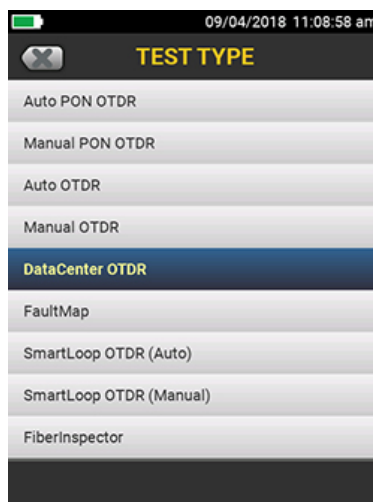 09/04/2018 11:08:58 am
TEST TYPE
Auto PON OTDR
Manual PON OTDR
Auto OTDR
Manual OTDR
DataCenter OTDR
FaultMap
SmartLoop OTDR (Auto)
SmartLoop OTDR (Manual)
FiberInspector